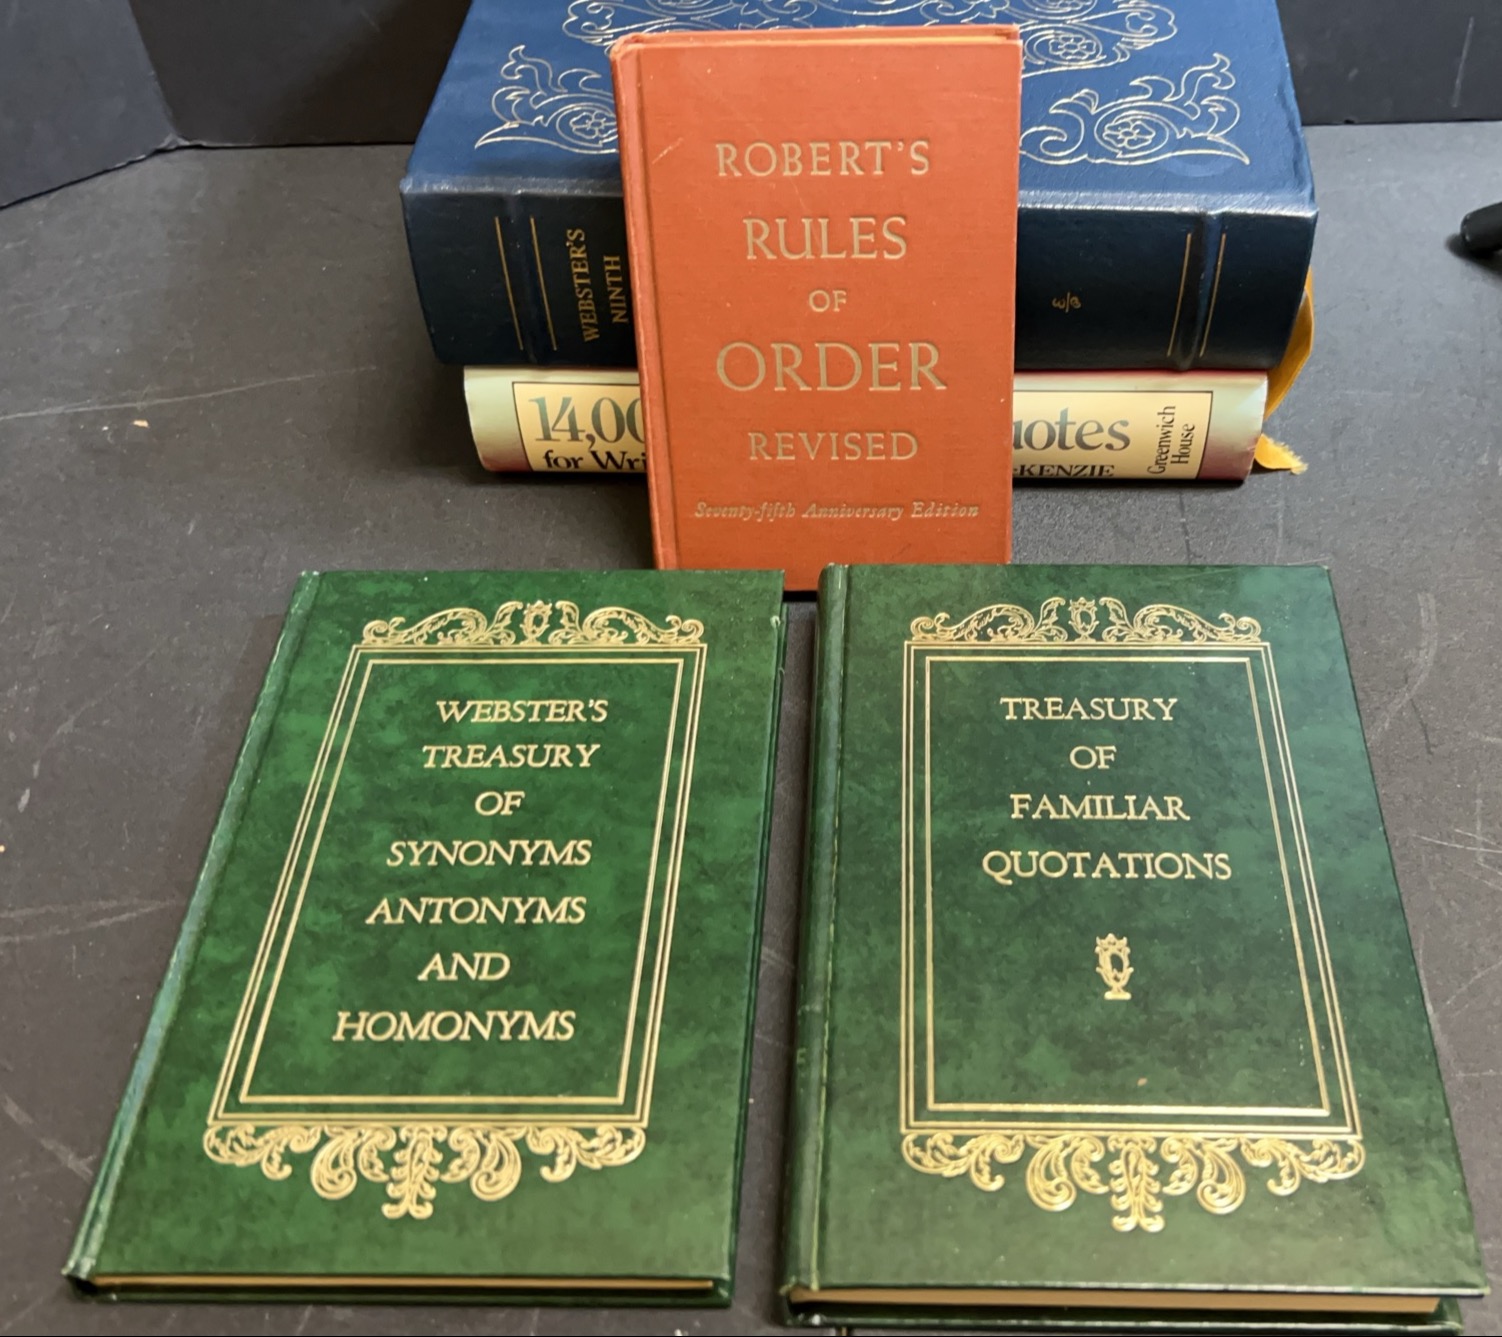 WEBSTER'S
NINTH
14,00
for Wri
uotes
KENZIE
Greenwich
House
ROBERT'S
RULES
OF
ORDER
REVISED
Seventy-fifth Anniversary Edition
WEBSTER'S
TREASURY
OF
SYNONYMS
ANTONYMS
AND
HOMONYMS
TREASURY
OF
FAMILIAR
QUOTATIONS